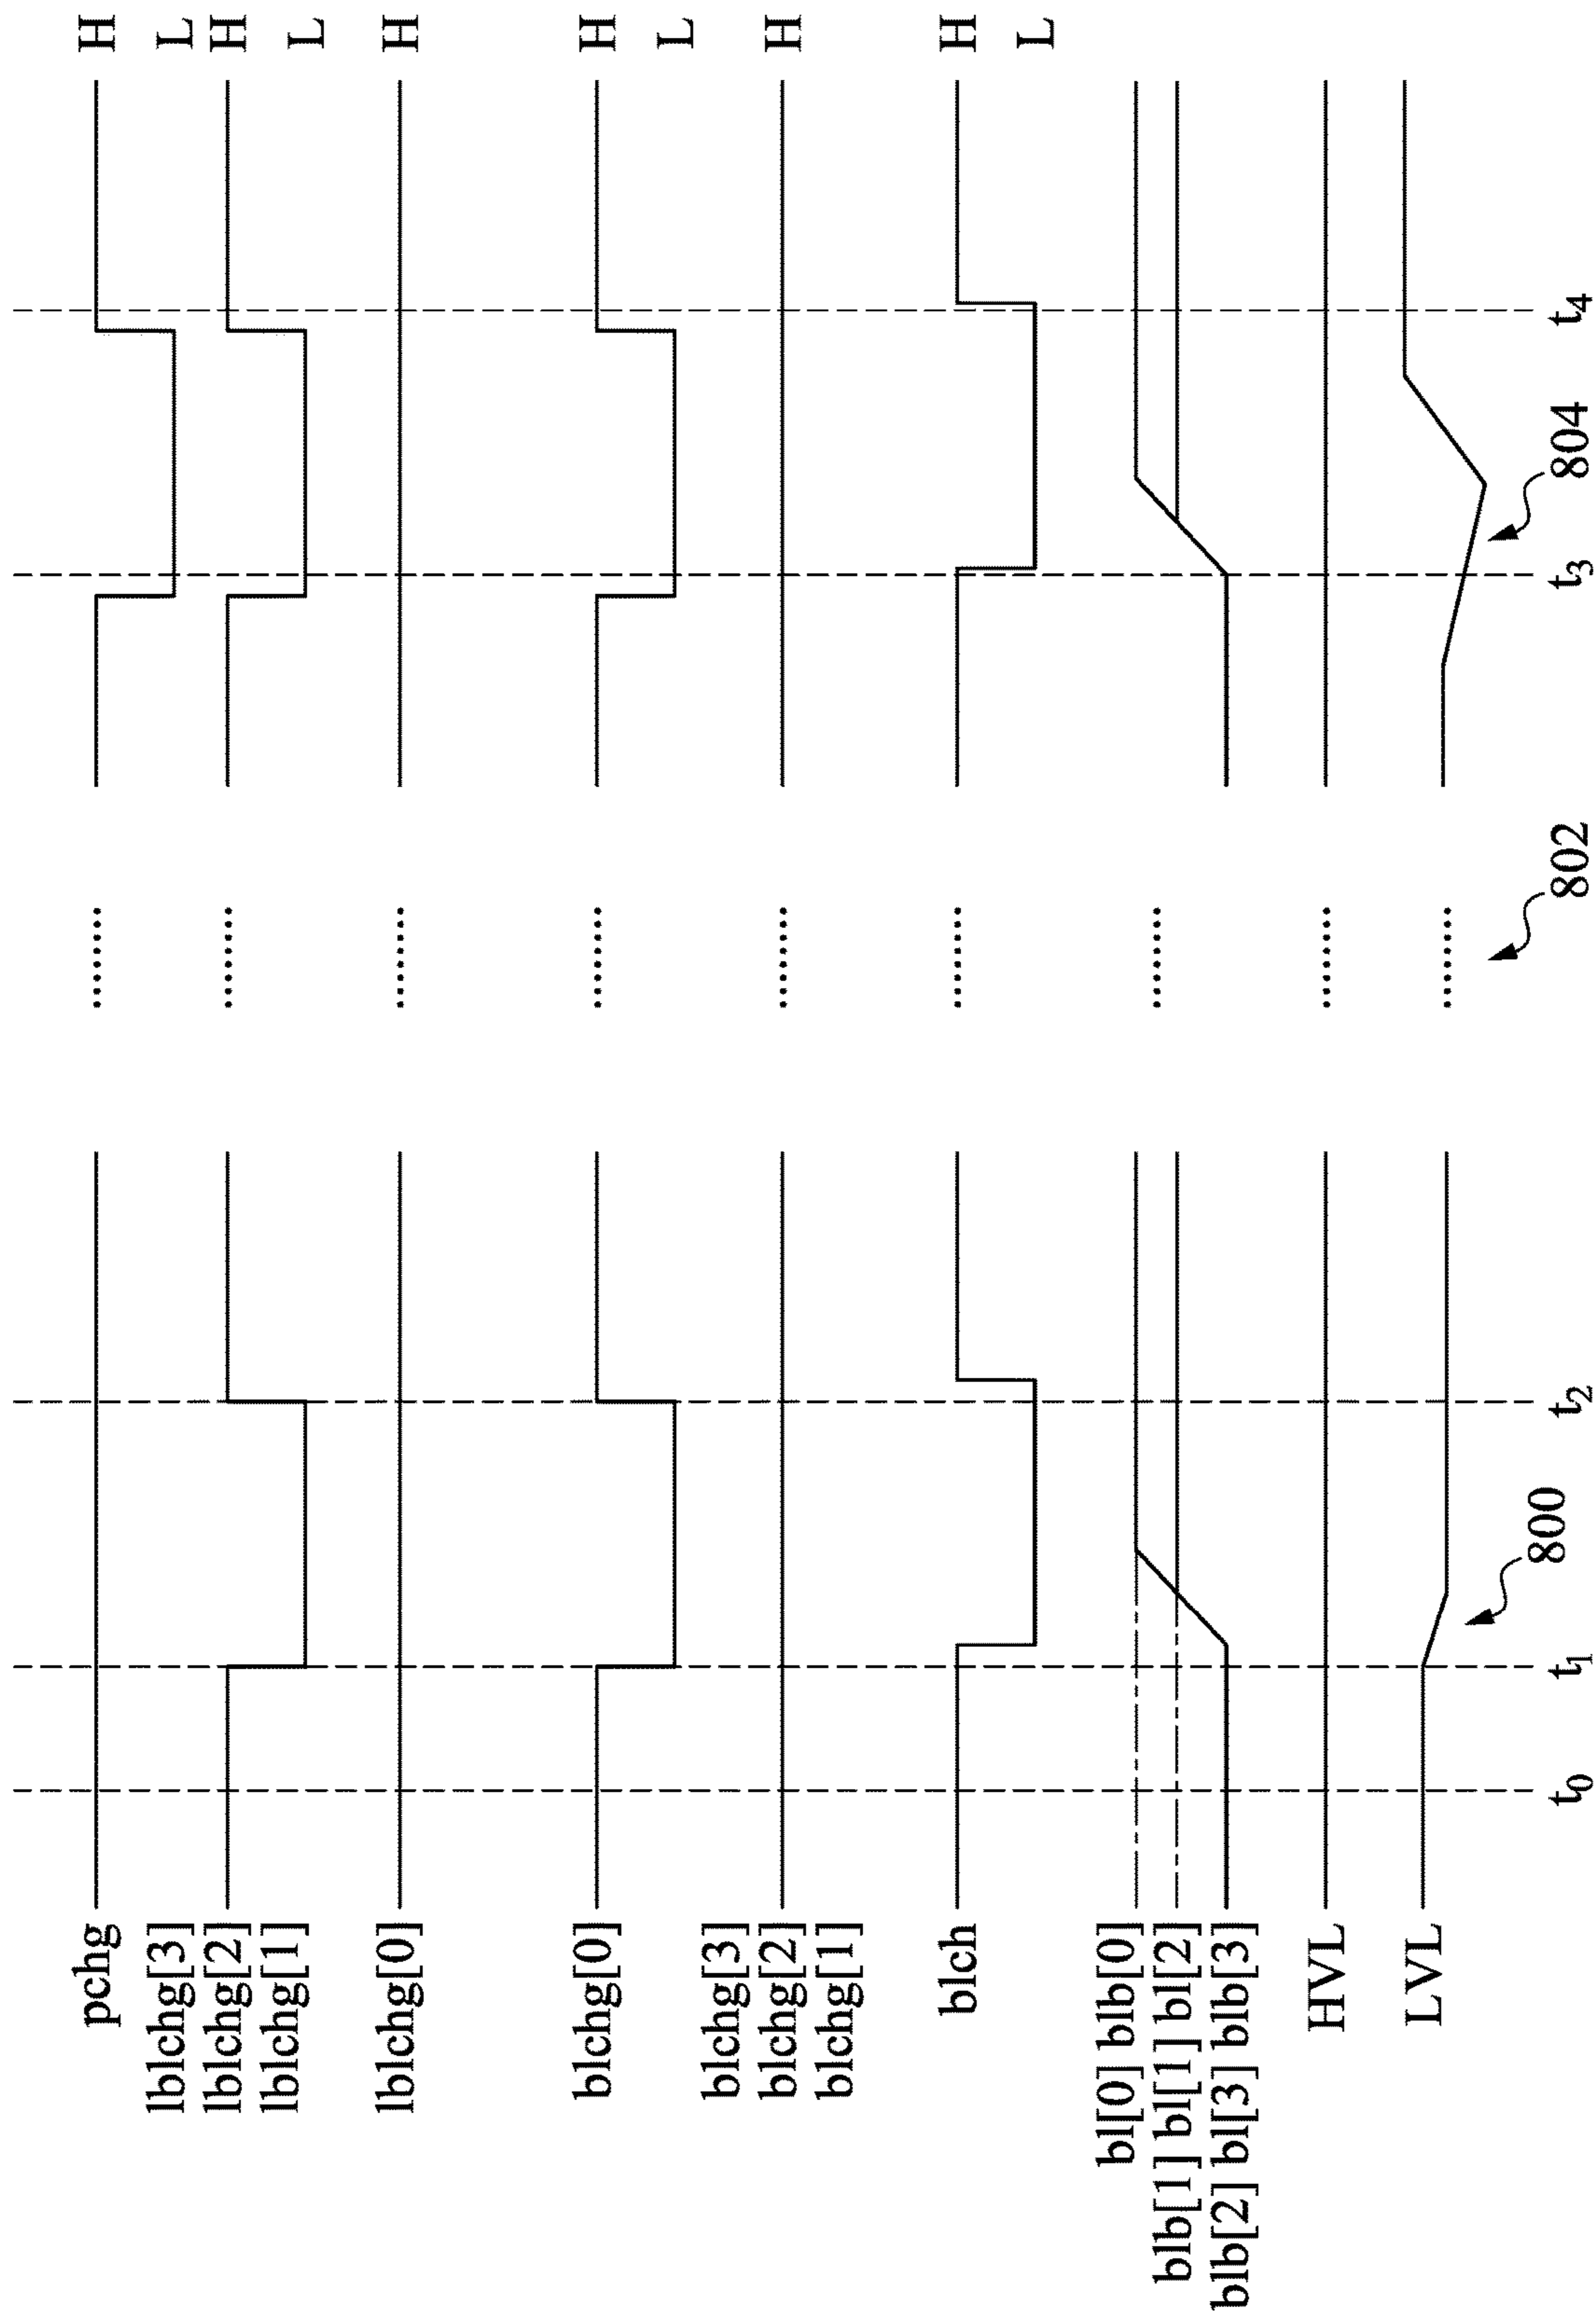 pchg
H
L
lblchg[3]
lblchg[2]
lblchg[1]
H
L
lblchg[0]
H
blchg[0]
H
L
blchg[3]
blchg[2]
blchg[1]
H
blch
H
L
bl[0] blb[0]
blb[1] bl[1] bl[2]
blb[2] bl[3] blb[3]
HVL
LVL
800
802
804
t0
t1
t2
t3
t4